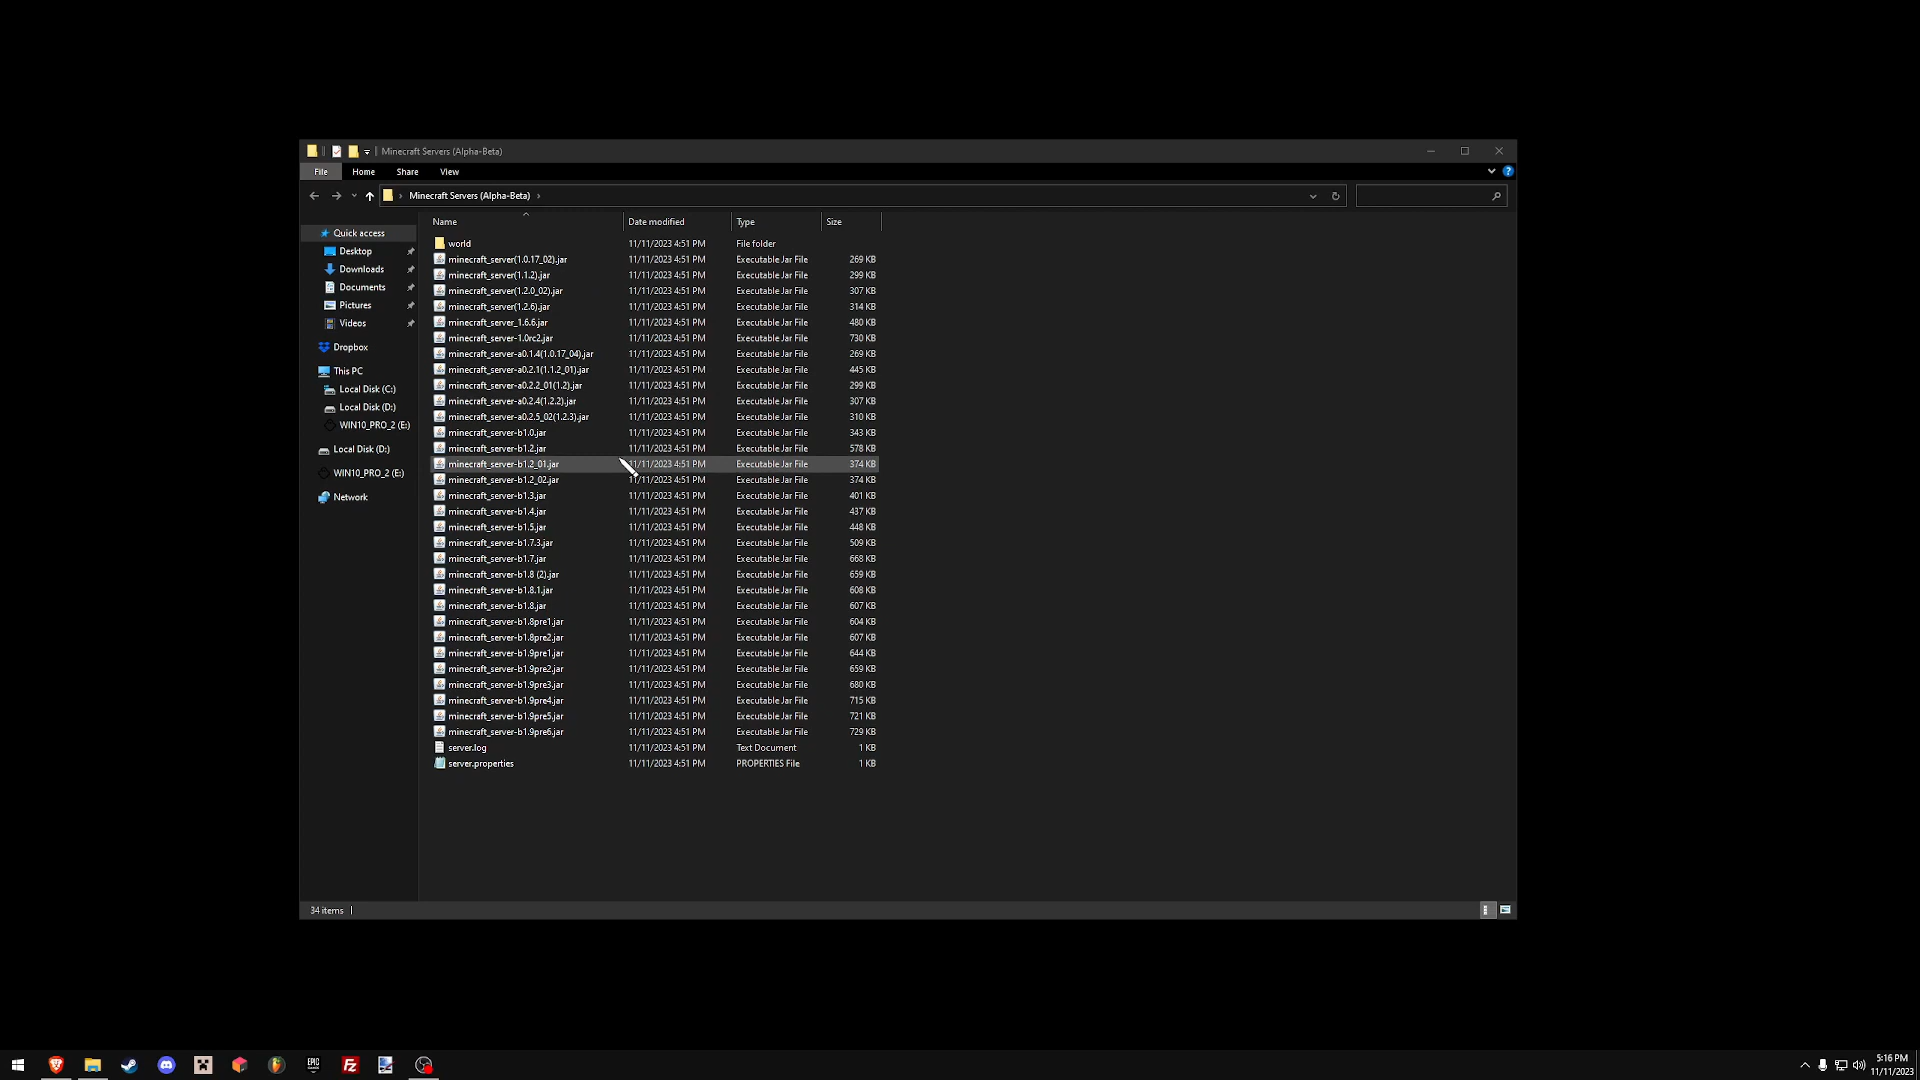 Minecraft Servers (Alpha-Beta)
File Home Share View
Minecraft Servers (Alpha-Beta)
Name Date modified Type Size
Quick access
Desktop
Downloads
Documents
Pictures
Videos
Dropbox
This PC
Local Disk (C:)
Local Disk (D:)
WIN10_PRO_2 (E:)
Local Disk (D:)
WIN10_PRO_2 (E:)
Network
world 11/11/2023 4:51 PM File folder
minecraft_server(1.0.17_02).jar 11/11/2023 4:51 PM Executable Jar File 269 KB
minecraft_server(1.1.2).jar 11/11/2023 4:51 PM Executable Jar File 299 KB
minecraft_server(1.2.0_02).jar 11/11/2023 4:51 PM Executable Jar File 307 KB
minecraft_server(1.2.6).jar 11/11/2023 4:51 PM Executable Jar File 314 KB
minecraft_server_1.6.6.jar 11/11/2023 4:51 PM Executable Jar File 480 KB
minecraft_server-1.0rc2.jar 11/11/2023 4:51 PM Executable Jar File 730 KB
minecraft_server-a0.1.4(1.0.17_04).jar 11/11/2023 4:51 PM Executable Jar File 269 KB
minecraft_server-a0.2.1(1.1.2_01).jar 11/11/2023 4:51 PM Executable Jar File 445 KB
minecraft_server-a0.2.2_01(1.2).jar 11/11/2023 4:51 PM Executable Jar File 299 KB
minecraft_server-a0.2.4(1.2.2).jar 11/11/2023 4:51 PM Executable Jar File 307 KB
minecraft_server-a0.2.5_02(1.2.3).jar 11/11/2023 4:51 PM Executable Jar File 310 KB
minecraft_server-b1.0.jar 11/11/2023 4:51 PM Executable Jar File 343 KB
minecraft_server-b1.2.jar 11/11/2023 4:51 PM Executable Jar File 578 KB
minecraft_server-b1.2_01.jar 11/11/2023 4:51 PM Executable Jar File 374 KB
minecraft_server-b1.2_02.jar 11/11/2023 4:51 PM Executable Jar File 374 KB
minecraft_server-b1.3.jar 11/11/2023 4:51 PM Executable Jar File 401 KB
minecraft_server-b1.4.jar 11/11/2023 4:51 PM Executable Jar File 437 KB
minecraft_server-b1.5.jar 11/11/2023 4:51 PM Executable Jar File 448 KB
minecraft_server-b1.7.3.jar 11/11/2023 4:51 PM Executable Jar File 509 KB
minecraft_server-b1.7.jar 11/11/2023 4:51 PM Executable Jar File 668 KB
minecraft_server-b1.8 (2).jar 11/11/2023 4:51 PM Executable Jar File 659 KB
minecraft_server-b1.8.1.jar 11/11/2023 4:51 PM Executable Jar File 608 KB
minecraft_server-b1.8.jar 11/11/2023 4:51 PM Executable Jar File 607 KB
minecraft_server-b1.8pre1.jar 11/11/2023 4:51 PM Executable Jar File 604 KB
minecraft_server-b1.8pre2.jar 11/11/2023 4:51 PM Executable Jar File 607 KB
minecraft_server-b1.9pre1.jar 11/11/2023 4:51 PM Executable Jar File 644 KB
minecraft_server-b1.9pre2.jar 11/11/2023 4:51 PM Executable Jar File 659 KB
minecraft_server-b1.9pre3.jar 11/11/2023 4:51 PM Executable Jar File 680 KB
minecraft_server-b1.9pre4.jar 11/11/2023 4:51 PM Executable Jar File 715 KB
minecraft_server-b1.9pre5.jar 11/11/2023 4:51 PM Executable Jar File 721 KB
minecraft_server-b1.9pre6.jar 11/11/2023 4:51 PM Executable Jar File 729 KB
server.log 11/11/2023 4:51 PM Text Document 1 KB
server.properties 11/11/2023 4:51 PM PROPERTIES File 1 KB
34 items
EPIC
FZ
5:16 PM
11/11/2023